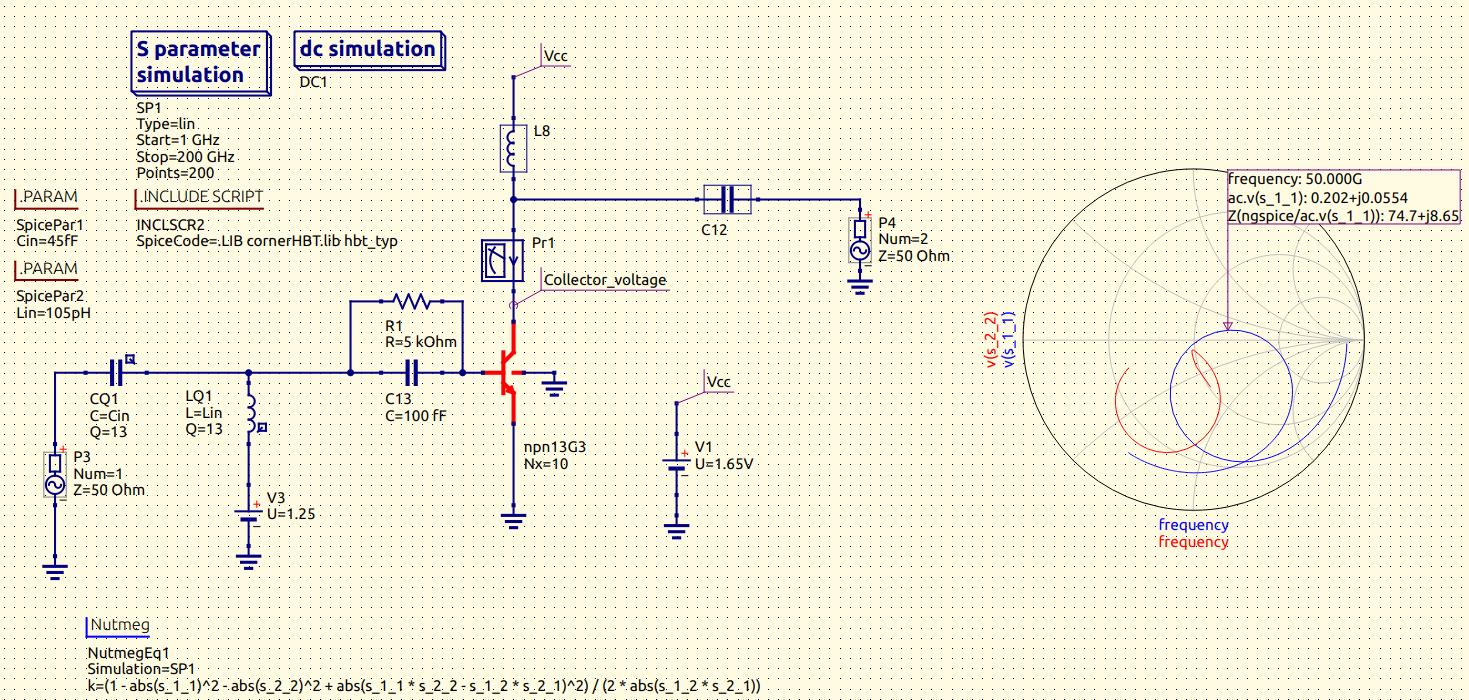 S parameter
simulation
SP1
Type=lin
Start=1 GHz
Stop=200 GHz
Points=200
dc simulation
DC1
.PARAM
SpicePar1
Cin=45fF
.INCLUDE SCRIPT
INCLSCR2
SpiceCode=.LIB cornerHBT.lib hbt_typ
.PARAM
SpicePar2
Lin=105pH
Vcc
L8
Pr1
Collector_voltage
C12
P4
Num=2
Z=50 Ohm
+
−
R1
R=5 kOhm
CQ1
C=Cin
Q=13
LQ1
L=Lin
Q=13
C13
C=100 fF
npn13G3
Nx=10
P3
Num=1
Z=50 Ohm
+
−
V3
U=1.25
+
−
Vcc
V1
U=1.65V
+
−
frequency: 50.000G
ac.v(s_1_1): 0.202+j0.0554
Z(ngspice/ac.v(s_1_1)): 74.7+j8.65
v(s_2_2)
v(s_1_1)
frequency
frequency
Nutmeg
NutmegEq1
Simulation=SP1
k=(1 - abs(s_1_1)^2 - abs(s_2_2)^2 + abs(s_1_1 * s_2_2 - s_1_2 * s_2_1)^2) / (2 * abs(s_1_2 * s_2_1))